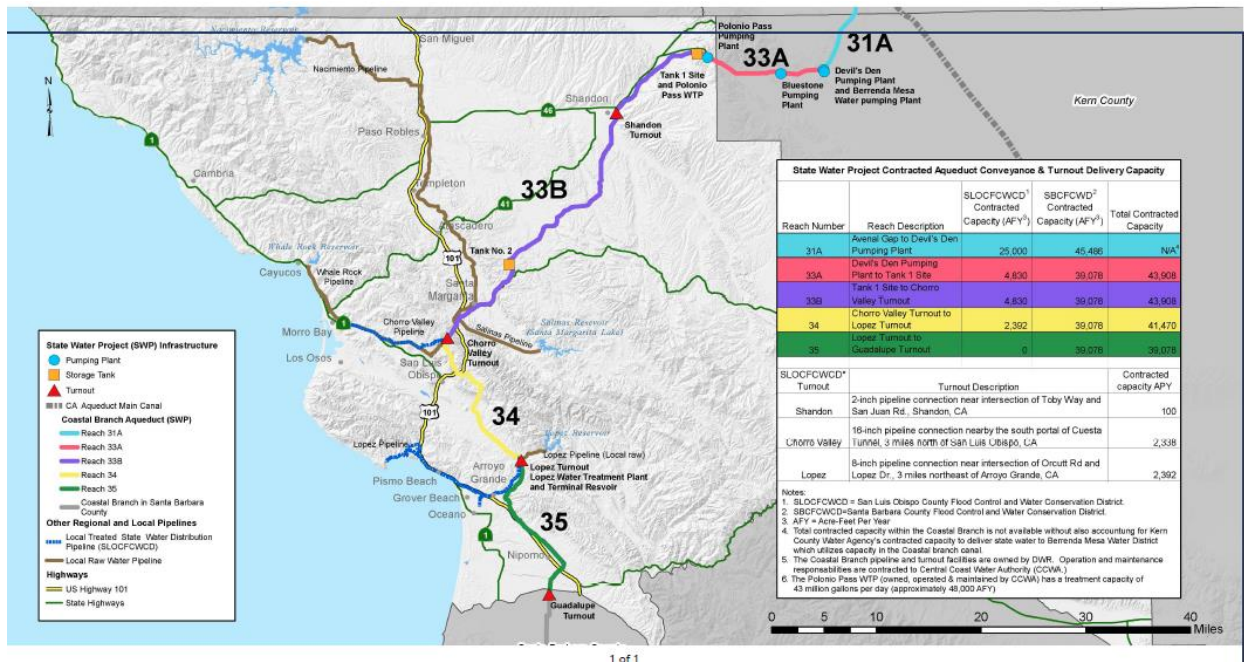 Nacimiento Reservoir
San Miguel
Nacimiento Pipeline
Polonio Pass
Pumping
Plant
33A
31A
Tank 1 Site
and Polonio
Pass WTP
Bluestone
Pumping
Plant
Devil's Den
Pumping Plant
and Berrenda Mesa
Water pumping Plant
Kern County
N
Shandon
46
Shandon
Turnout
1
Paso Robles
Cambria
Templeton
33B
41
Atascadero
Whale Rock Reservoir
101
Tank No. 2
Cayucos
Whale Rock
Pipeline
Santa
Margarita
Salinas Reservoir
(Santa Margarita Lake)
Morro Bay
1
Chorro Valley
Pipeline
Salinas Pipeline
Chorro
Valley
Turnout
Los Osos
San Luis
Obispo
101
34
Lopez Reservoir
Lopez Pipeline
Lopez Pipeline (Local raw)
Pismo Beach
Arroyo
Grande
Lopez Turnout
Lopez Water Treatment Plant
and Terminal Resvoir
Grover Beach
Oceano
35
1
Nipomo
Guadalupe
Turnout
State Water Project (SWP) Infrastructure
Pumping Plant
Storage Tank
Turnout
CA Aqueduct Main Canal
Coastal Branch Aqueduct (SWP)
Reach 31A
Reach 33A
Reach 33B
Reach 34
Reach 35
Coastal Branch in Santa Barbara
County
Other Regional and Local Pipelines
Local Treated State Water Distribution
Pipeline (SLOCFCWCD)
Local Raw Water Pipeline
Highways
US Highway 101
State Highways
State Water Project Contracted Aqueduct Conveyance & Turnout Delivery Capacity
Reach Number Reach Description SLOCFCWCD1 Contracted Capacity (AFY3) SBCFCWD2 Contracted Capacity (AFY3) Total Contracted Capacity
31A Avenal Gap to Devil's Den Pumping Plant 25,000 45,486 N/A4
33A Devil's Den Pumping Plant to Tank 1 Site 4,830 39,078 43,908
33B Tank 1 Site to Chorro Valley Turnout 4,830 39,078 43,908
34 Chorro Valley Turnout to Lopez Turnout 2,392 39,078 41,470
35 Lopez Turnout to Guadalupe Turnout 0 39,078 39,078
SLOCFCWCD* Turnout Turnout Description Contracted capacity APY
Shandon 2-inch pipeline connection near intersection of Toby Way and San Juan Rd., Shandon, CA 100
Chorro Valley 16-inch pipeline connection nearby the south portal of Cuesta Tunnel, 3 miles north of San Luis Obispo, CA 2,338
Lopez 8-inch pipeline connection near intersection of Orcutt Rd and Lopez Dr., 3 miles northeast of Arroyo Grande, CA 2,392
Notes:
1. SLOCFCWCD = San Luis Obispo County Flood Control and Water Conservation District.
2. SBCFCWD=Santa Barbara County Flood Control and Water Conservation District.
3. AFY = Acre-Feet Per Year
4. Total contracted capacity within the Coastal Branch is not available without also accounting for Kern
County Water Agency's contracted capacity to deliver state water to Berrenda Mesa Water District
which utilizes capacity in the Coastal branch canal.
5. The Coastal Branch pipeline and turnout facilities are owned by DWR. Operation and maintenance
responsabilities are contracted to Central Coast Water Authority (CCWA.)
6. The Polonio Pass WTP (owned, operated & maintained by CCWA) has a treatment capacity of
43 million gallons per day (approximately 48,000 AFY)
0 10 20 30 40
Miles
1 of 1